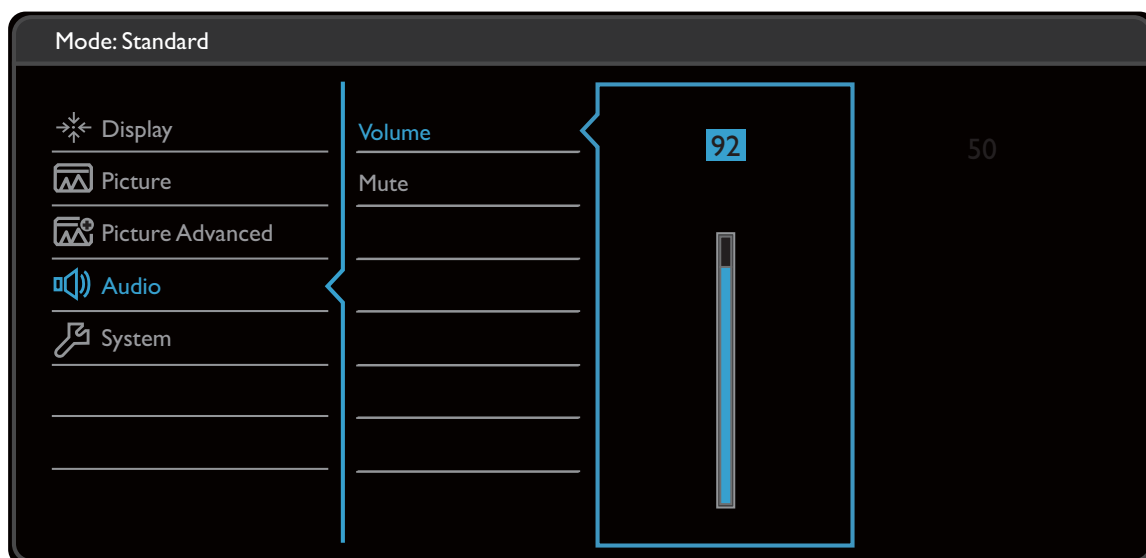 Mode: Standard
Display
Picture
Picture Advanced
Audio
System
Volume
Mute
92
50